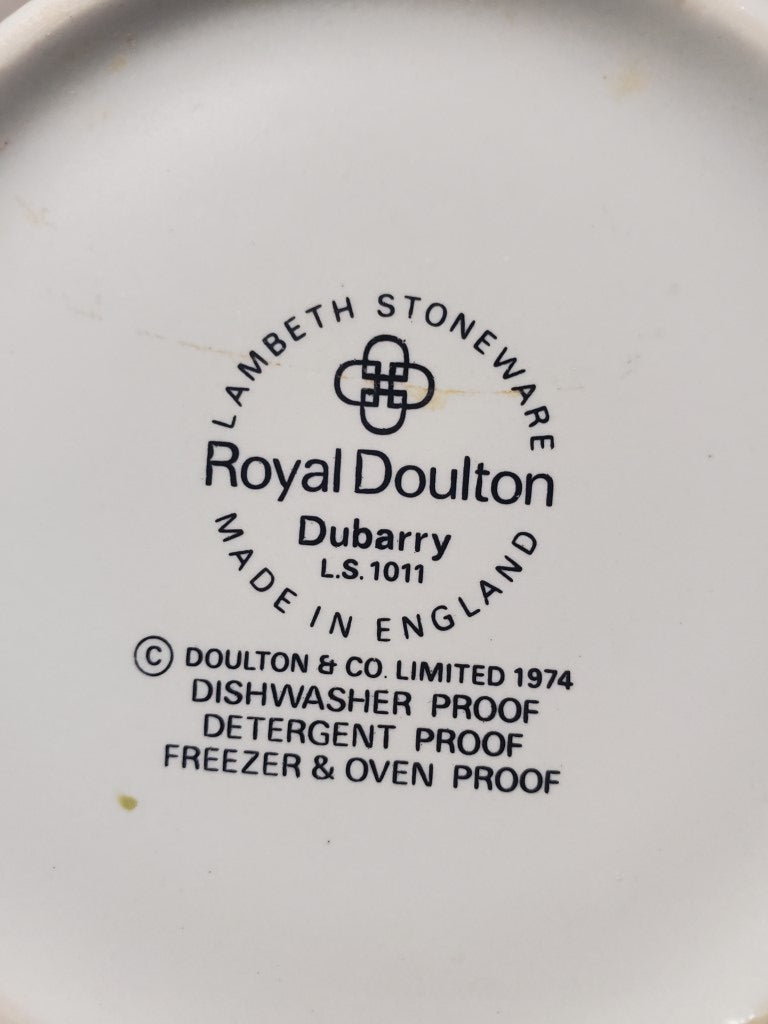 LAMBETH STONEWARE
Royal Doulton
Dubarry
L.S. 1011
MADE IN ENGLAND
© DOULTON & CO. LIMITED 1974
DISHWASHER PROOF
DETERGENT PROOF
FREEZER & OVEN PROOF